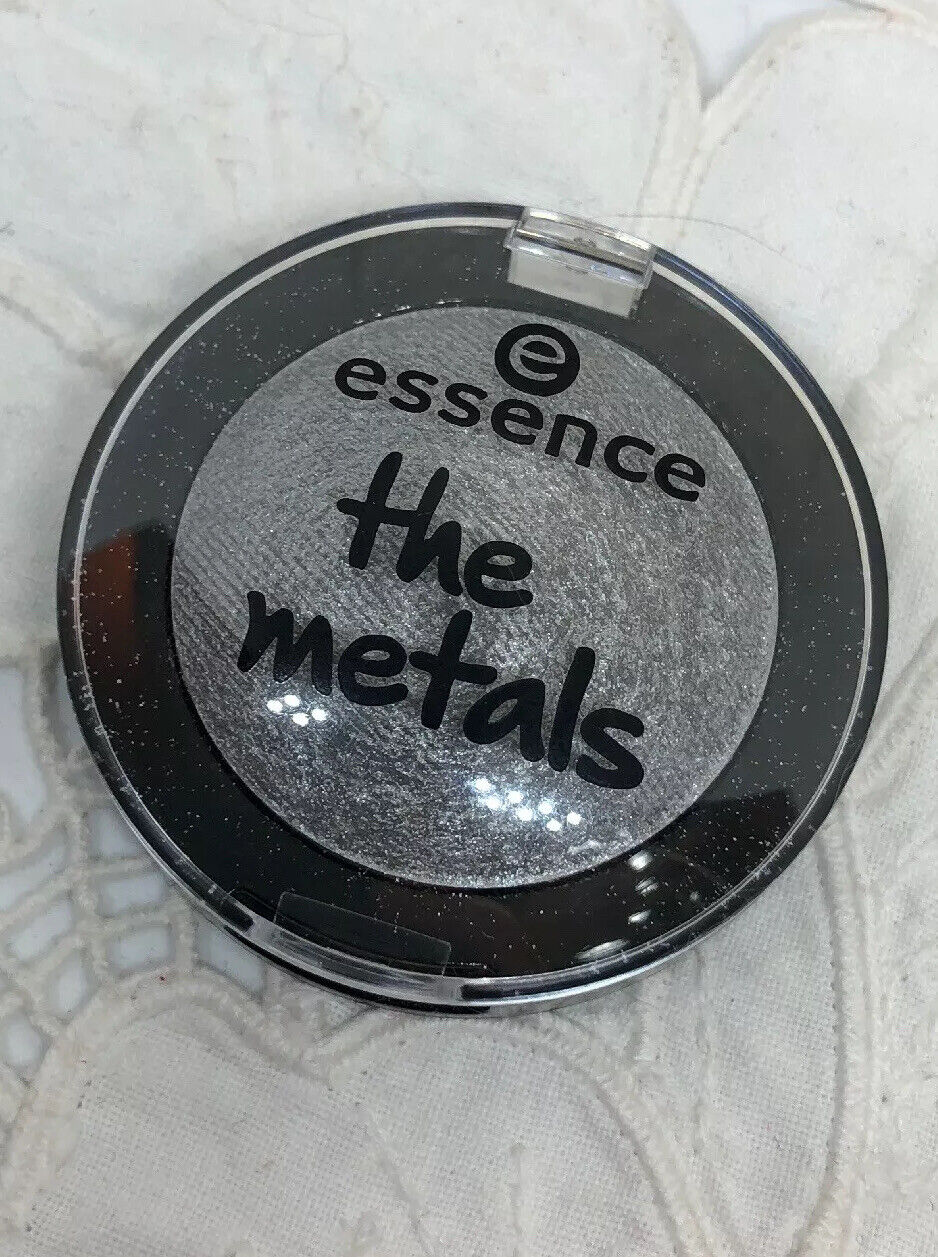 e
essence
the
metals